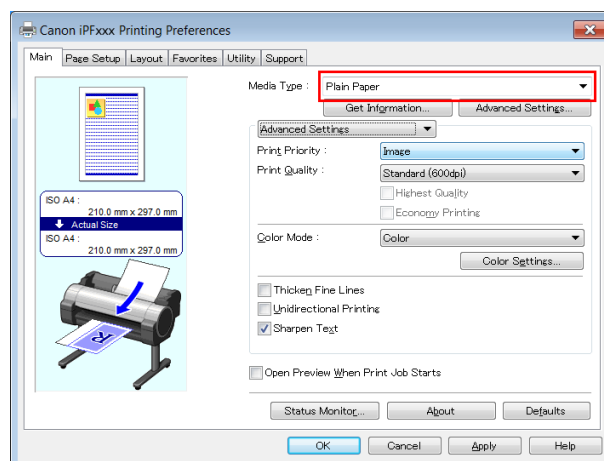 Canon iPFxxx Printing Preferences
Main Page Setup Layout Favorites Utility Support
Media Type : Plain Paper
Get Information... Advanced Settings...
Advanced Settings
Print Priority : Image
Print Quality : Standard (600dpi)
Highest Quality
Economy Printing
ISO A4 :
210.0 mm x 297.0 mm
Actual Size
ISO A4 :
210.0 mm x 297.0 mm
Color Mode : Color
Color Settings...
Thicken Fine Lines
Unidirectional Printing
Sharpen Text
R
Open Preview When Print Job Starts
Status Monitor... About Defaults
OK Cancel Apply Help